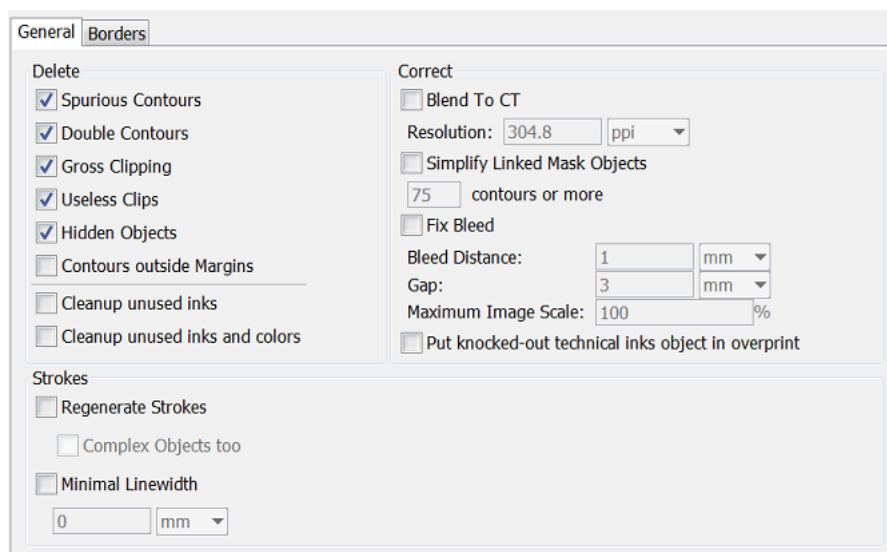 General Borders
Delete
Spurious Contours
Double Contours
Gross Clipping
Useless Clips
Hidden Objects
Contours outside Margins
Cleanup unused inks
Cleanup unused inks and colors
Correct
Blend To CT
Resolution: 304.8 ppi
Simplify Linked Mask Objects
75 contours or more
Fix Bleed
Bleed Distance: 1 mm
Gap: 3 mm
Maximum Image Scale: 100 %
Put knocked-out technical inks object in overprint
Strokes
Regenerate Strokes
Complex Objects too
Minimal Linewidth
0 mm